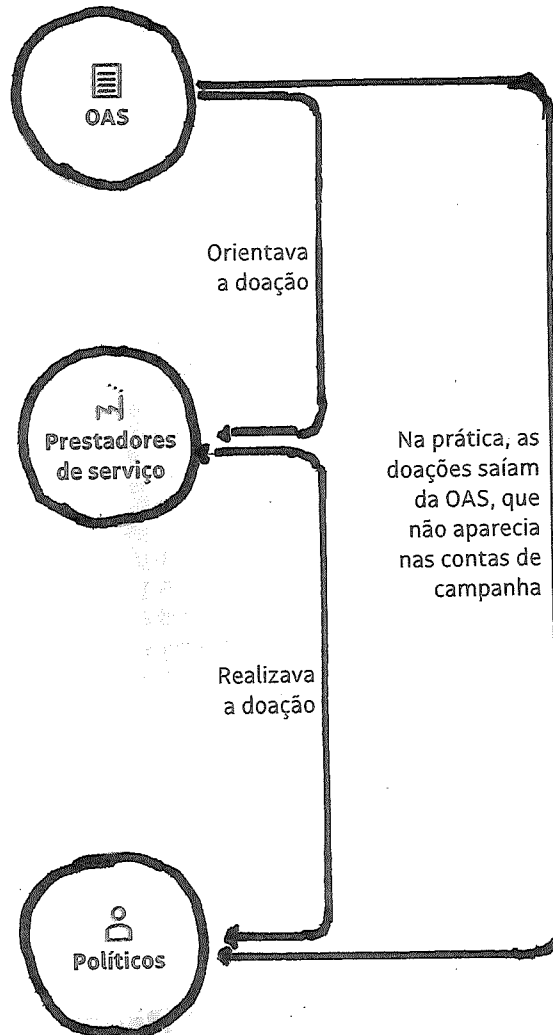 OAS
Orientava
a doação
Prestadores
de serviço
Na prática, as
doações saíam
da OAS, que
não aparecia
nas contas de
campanha
Realizava
a doação
Políticos